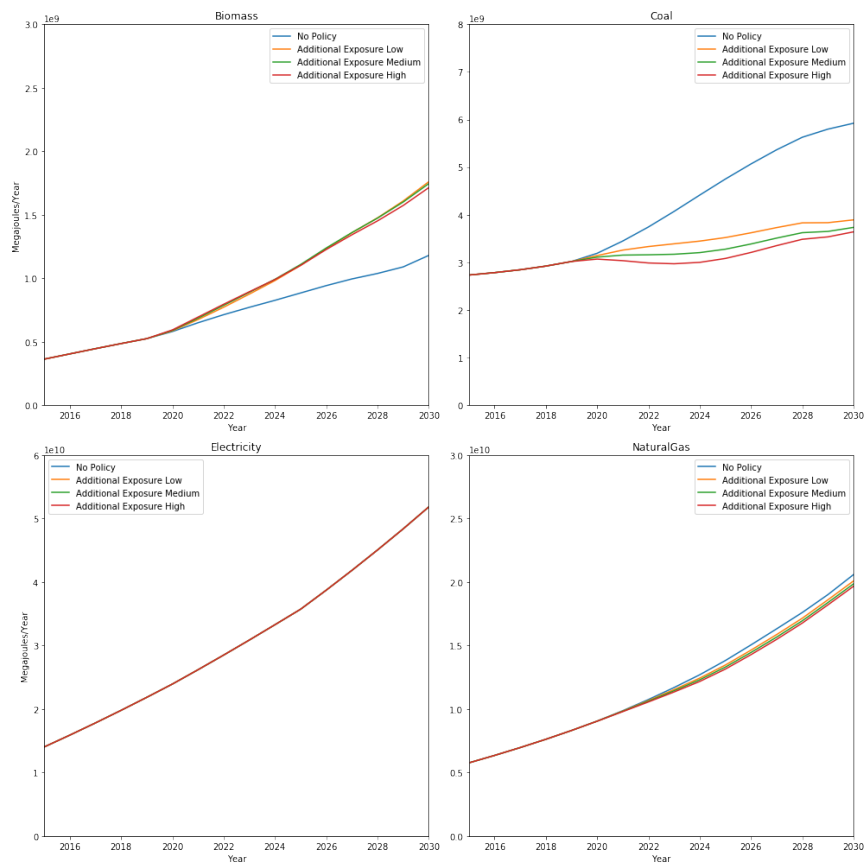 Biomass
1e9
3.0
2.5
2.0
1.5
1.0
0.5
0.0
Megajoules/Year
No Policy
Additional Exposure Low
Additional Exposure Medium
Additional Exposure High
2016 2018 2020 2022 2024 2026 2028 2030
Year
Coal
1e9
8
7
6
5
4
3
2
1
0
No Policy
Additional Exposure Low
Additional Exposure Medium
Additional Exposure High
2016 2018 2020 2022 2024 2026 2028 2030
Year
Electricity
1e10
6
5
4
3
2
1
0
Megajoules/Year
No Policy
Additional Exposure Low
Additional Exposure Medium
Additional Exposure High
2016 2018 2020 2022 2024 2026 2028 2030
Year
NaturalGas
1e10
3.0
2.5
2.0
1.5
1.0
0.5
0.0
No Policy
Additional Exposure Low
Additional Exposure Medium
Additional Exposure High
2016 2018 2020 2022 2024 2026 2028 2030
Year